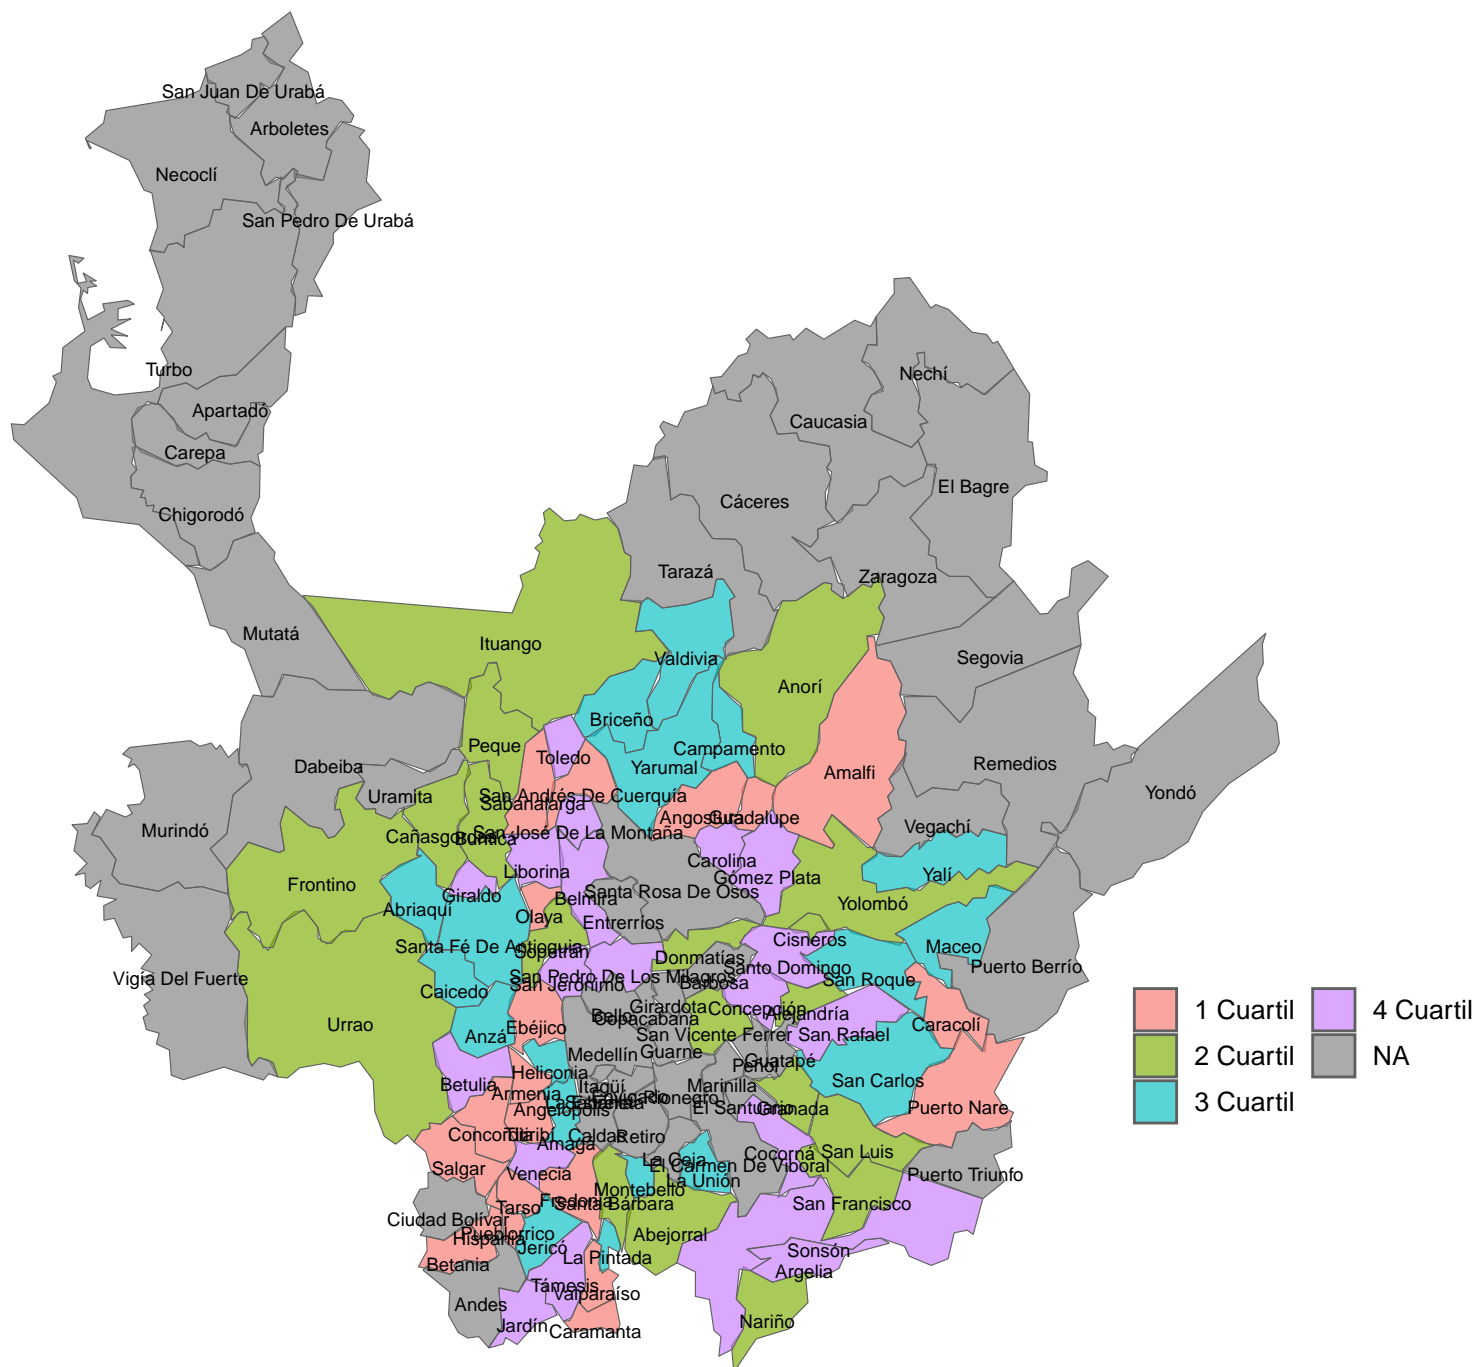 San Juan De Urabá
Arboletes
Necoclí
San Pedro De Urabá
Turbo
Nechí
Apartadó
Caucasia
Carepa
El Bagre
Cáceres
Chigorodó
Tarazá
Zaragoza
Mutatá
Ituango
Valdivia
Segovia
Anorí
Briceño
Peque
Campamento
Toledo
Dabeiba
Yarumal
Amalfi
Remedios
Yondó
Uramita
San Andrés De Cuerquía
Sabanalarga
Angostura
Guadalupe
Murindó
Cañasgordas
Buriticá
San José De La Montaña
Vegachí
Carolina
Liborina
Gómez Plata
Yalí
Frontino
Giraldo
Belmira
Santa Rosa De Osos
Abriaquí
Olaya
Entrerríos
Yolombó
Santa Fé De Antioquia
Sopetrán
Cisneros
Maceo
Donmatías
Vigía Del Fuerte
San Pedro De Los Milagros
Santo Domingo
Puerto Berrío
San Jerónimo
Barbosa
San Roque
Caicedo
Girardota
Concepción
Alejandría
Urrao
Bello
Copacabana
Ebéjico
Anzá
San Vicente Ferrer
San Rafael
Caracolí
Medellín
Guarne
Guatapé
Peñol
Heliconia
Betulia
Itagüí
Marinilla
San Carlos
Armenia
Envigado
Rionegro
La Estrella
Sabaneta
Angelópolis
El Santuario
Granada
Puerto Nare
Concordia
Titiribí
Amagá
Caldas
Retiro
Salgar
Venecia
La Ceja
El Carmen De Viboral
Cocorná
San Luis
Puerto Triunfo
La Unión
Montebello
Tarso
Fredonia
Santa Bárbara
San Francisco
Ciudad Bolívar
Pueblorrico
Hispania
Jericó
Abejorral
Betania
La Pintada
Sonsón
Argelia
Támesis
Valparaíso
Andes
Jardín
Caramanta
Nariño
1 Cuartil
2 Cuartil
3 Cuartil
4 Cuartil
NA